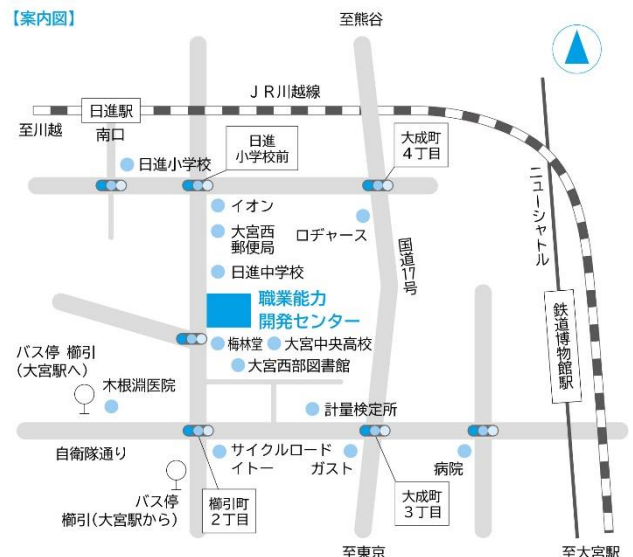 【案内図】
至熊谷
JR川越線
日進駅
至川越
南口
日進
小学校前
大成町
4丁目
日進小学校
イオン
大宮西
郵便局
ロヂャース
日進中学校
国道17号
ニューシャトル
職業能力
開発センター
鉄道博物館駅
梅林堂
大宮中央高校
大宮西部図書館
バス停 櫛引
(大宮駅へ)
木根淵医院
計量検定所
自衛隊通り
サイクルロード
イトー
ガスト
病院
バス停
櫛引(大宮駅から)
櫛引町
2丁目
大成町
3丁目
至東京
至大宮駅